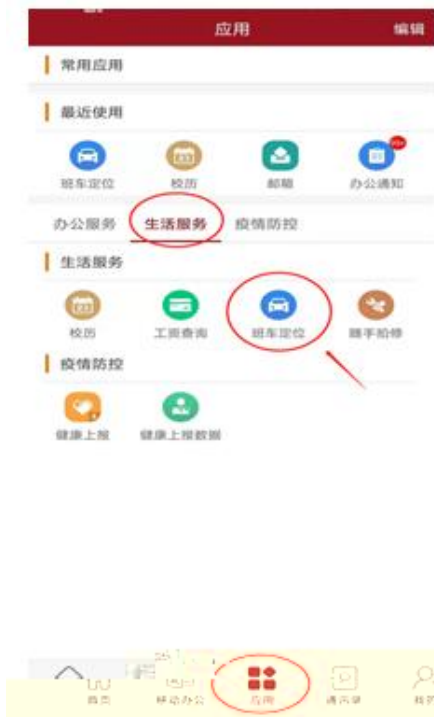 应用 编辑
常用应用
最近使用
班车定位 校历 邮箱 办公通知
办公服务 生活服务 疫情防控
生活服务
校历 工资查询 班车定位 随手拍修
疫情防控
健康上报 健康上报数据
首页 移动办公 应用 通讯录 我的